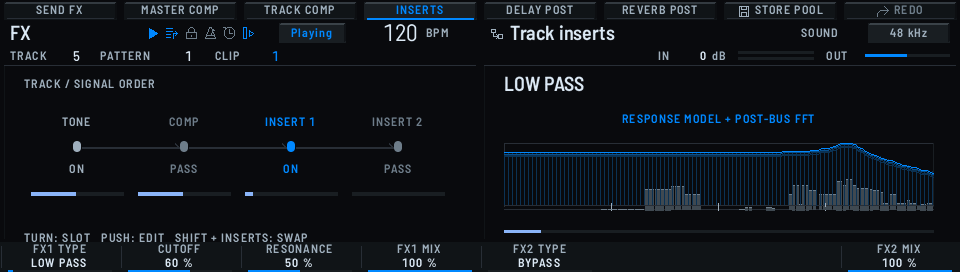 SEND FX MASTER COMP TRACK COMP INSERTS DELAY POST REVERB POST STORE POOL REDO
FX Playing 120 BPM Track inserts SOUND 48 kHz
TRACK 5 PATTERN 1 CLIP 1 IN 0 dB OUT
TRACK / SIGNAL ORDER
LOW PASS
TONE COMP INSERT 1 INSERT 2
RESPONSE MODEL + POST-BUS FFT
ON PASS ON PASS
TURN: SLOT PUSH: EDIT SHIFT + INSERTS: SWAP
FX1 TYPE CUTOFF RESONANCE FX1 MIX FX2 TYPE FX2 MIX
LOW PASS 60 % 50 % 100 % BYPASS 100 %